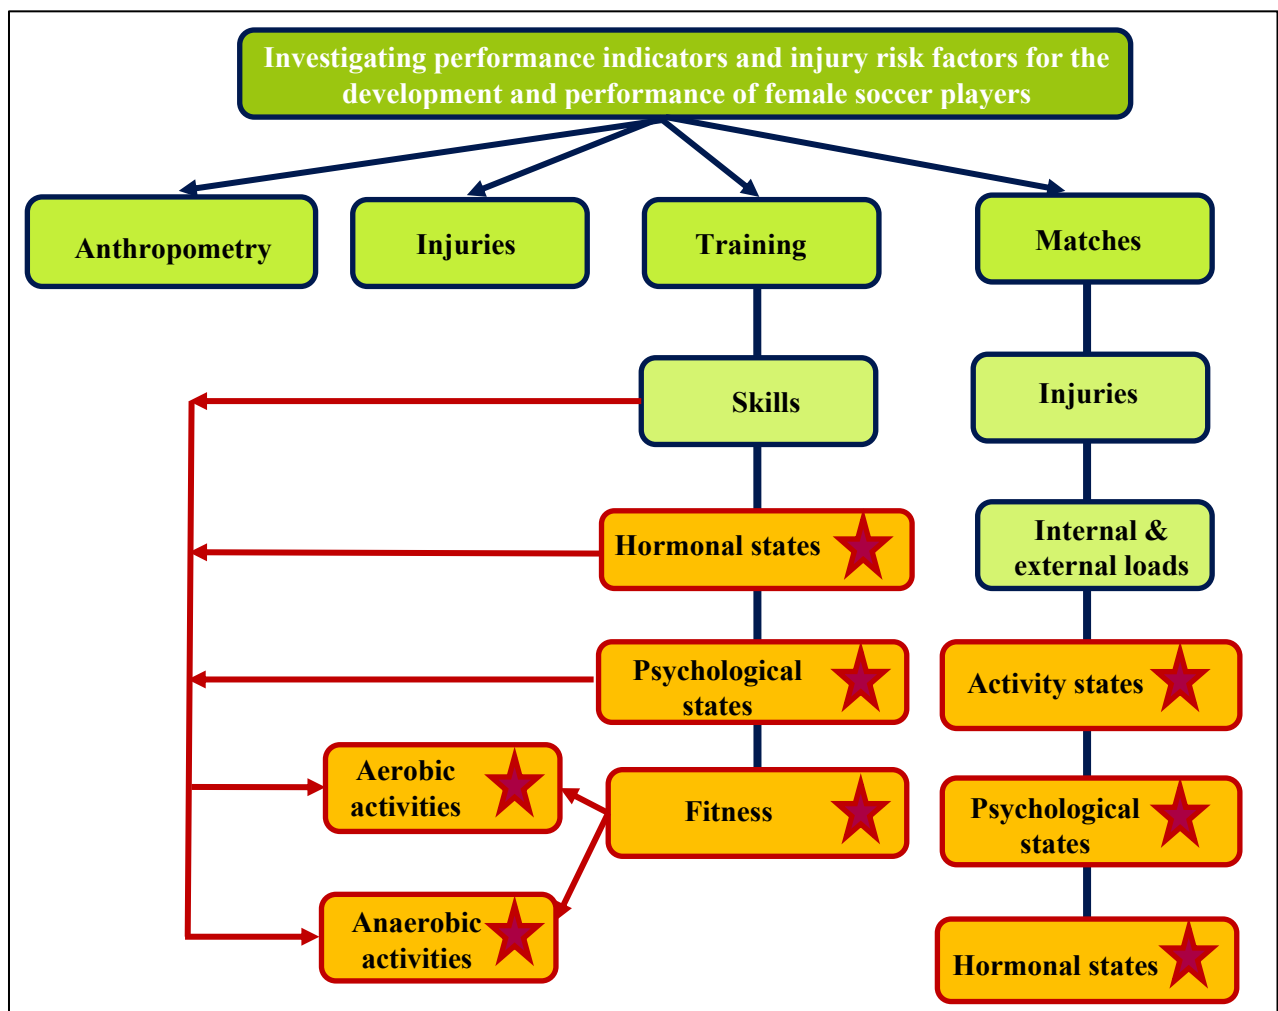 Investigating performance indicators and injury risk factors for the
development and performance of female soccer players
Anthropometry
Injuries
Training
Matches
Skills
Injuries
Hormonal states
Internal &
external loads
Psychological
states
Activity states
Aerobic
activities
Fitness
Psychological
states
Anaerobic
activities
Hormonal states